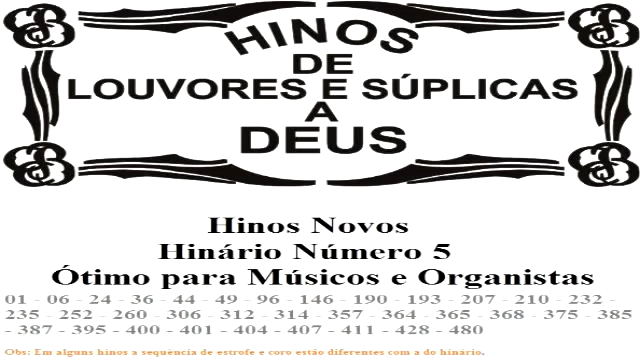 HINOS
DE
LOUVORES E SÚPLICAS
A
DEUS
Hinos Novos
Hinário Número 5
Ótimo para Músicos e Organistas
01 - 06 - 24 - 36 - 44 - 49 - 96 - 146 - 190 - 193 - 207 - 210 - 232 -
235 - 252 - 260 - 306 - 312 - 314 - 357 - 364 - 365 - 368 - 375 - 385
- 387 - 395 - 400 - 401 - 404 - 407 - 411 - 428 - 480
Obs: Em alguns hinos a sequência de estrofe e coro estão diferentes com a do hinário.